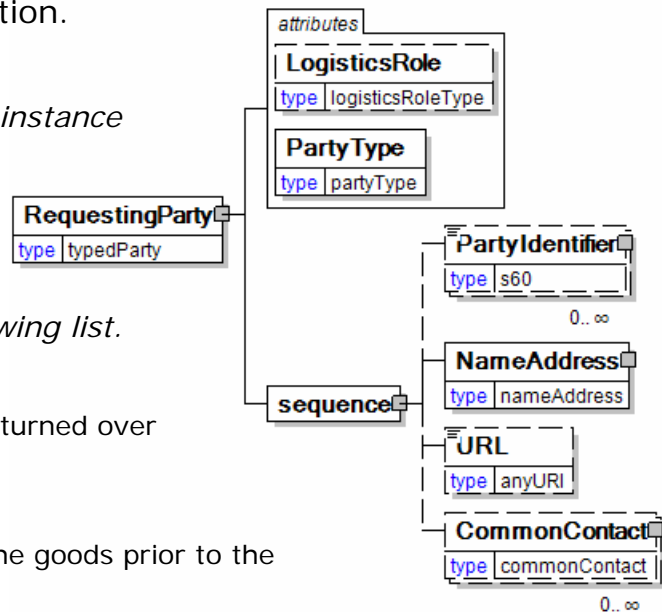 tion.
instance
wing list.
turned over
ne goods prior to the
attributes
LogisticsRole
type logisticsRoleType
PartyType
type partyType
RequestingParty
type typedParty
PartyIdentifier
type s60
0.. ∞
NameAddress
type nameAddress
sequence
URL
type anyURI
CommonContact
type commonContact
0.. ∞